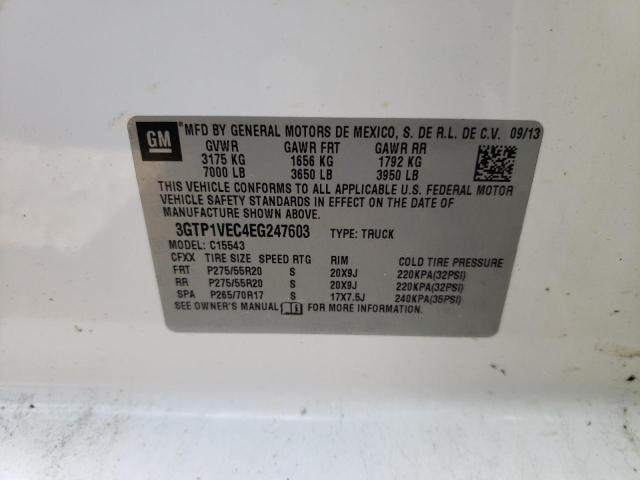 GM
MFD BY GENERAL MOTORS DE MEXICO, S. DE R.L. DE C.V. 09/13
GVWR GAWR FRT GAWR RR
3175 KG 1656 KG 1792 KG
7000 LB 3650 LB 3950 LB
THIS VEHICLE CONFORMS TO ALL APPLICABLE U.S. FEDERAL MOTOR
VEHICLE SAFETY STANDARDS IN EFFECT ON THE DATE OF
MANUFACTURE SHOWN ABOVE.
3GTP1VEC4EG247603 TYPE: TRUCK
MODEL: C15543
CFXX TIRE SIZE SPEED RTG RIM COLD TIRE PRESSURE
FRT P275/55R20 S 20X9J 220KPA(32PSI)
RR P275/55R20 S 20X9J 220KPA(32PSI)
SPA P265/70R17 S 17X7.5J 240KPA(35PSI)
SEE OWNER'S MANUAL FOR MORE INFORMATION.